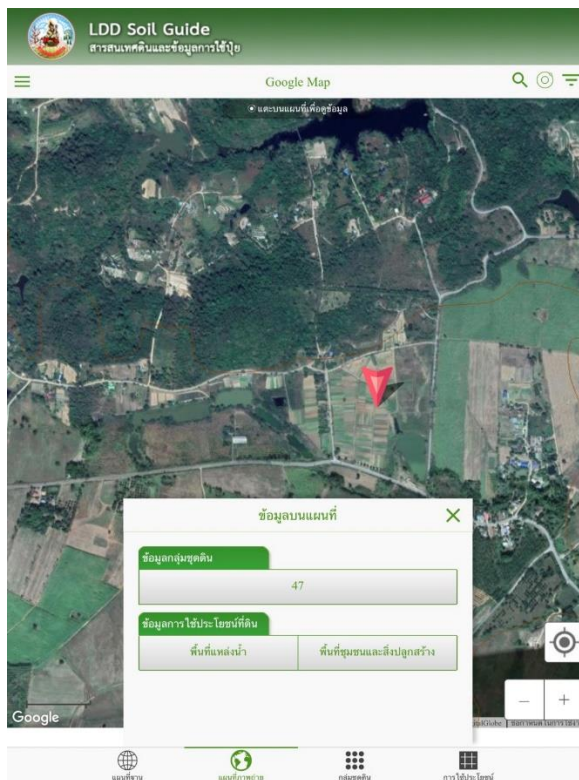 LDD Soil Guide
สารสนเทศดินและข้อมูลการใช้ปุ๋ย
Google Map
แตะบนแผนที่เพื่อดูข้อมูล
ข้อมูลบนแผนที่
ข้อมูลกลุ่มชุดดิน
47
ข้อมูลการใช้ประโยชน์ที่ดิน
พื้นที่แหล่งน้ำ
พื้นที่ชุมชนและสิ่งปลูกสร้าง
Google
แผนที่ฐาน
แผนที่ภาพถ่าย
กลุ่มชุดดิน
การใช้ประโยชน์